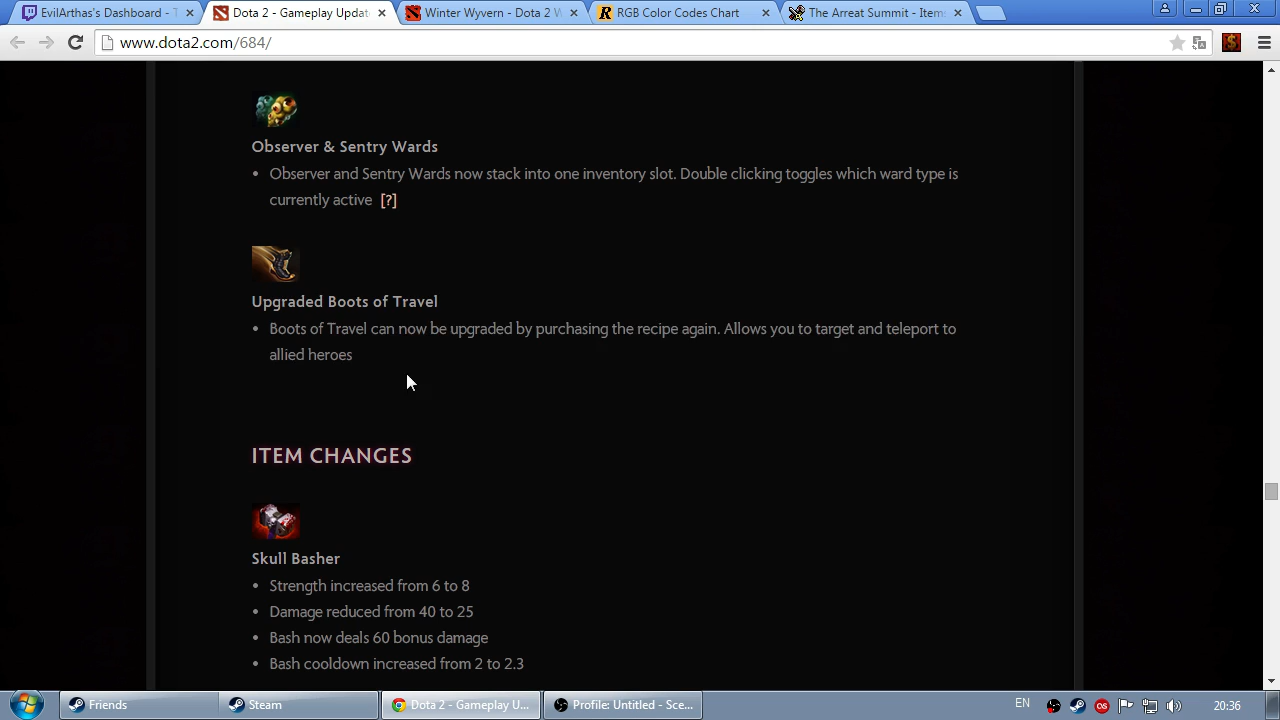 EvilArthas's Dashboard - T
Dota 2 - Gameplay Updat
Winter Wyvern - Dota 2 W
RGB Color Codes Chart
The Arreat Summit - Item
www.dota2.com/684/
Observer & Sentry Wards
• Observer and Sentry Wards now stack into one inventory slot. Double clicking toggles which ward type is
currently active [?]
Upgraded Boots of Travel
• Boots of Travel can now be upgraded by purchasing the recipe again. Allows you to target and teleport to
allied heroes
ITEM CHANGES
Skull Basher
• Strength increased from 6 to 8
• Damage reduced from 40 to 25
• Bash now deals 60 bonus damage
• Bash cooldown increased from 2 to 2.3
Friends
Steam
Dota 2 - Gameplay U...
Profile: Untitled - Sce...
EN
20:36